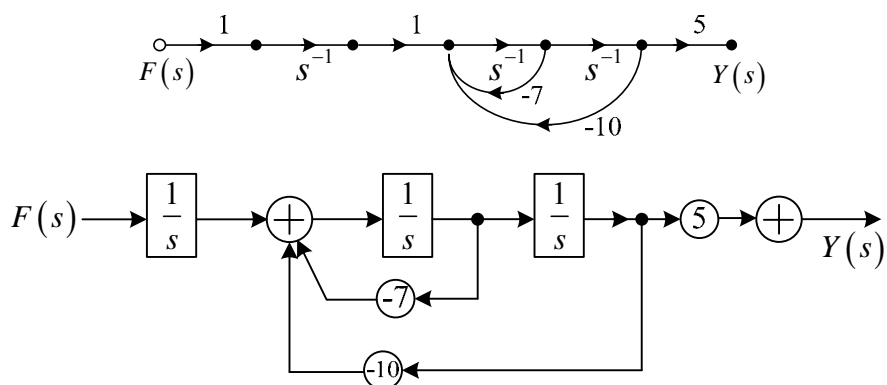 1 1 5
F(s) s⁻¹ s⁻¹ s⁻¹ Y(s)
-7
-10
F(s) 1/s + 1/s 1/s 5 + Y(s)
-7
-10